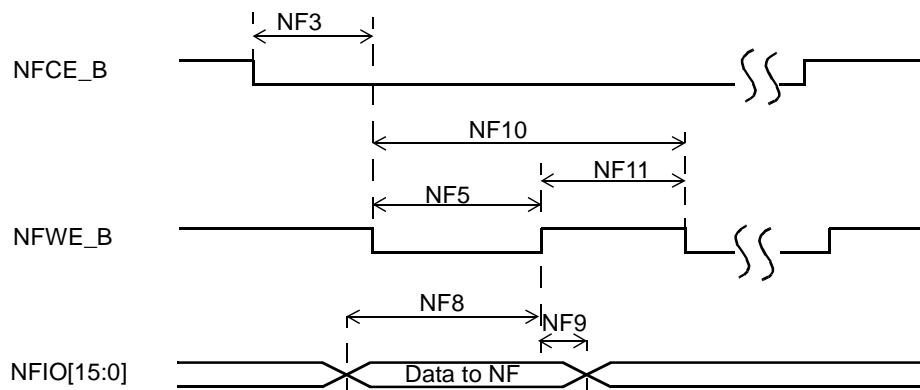 NF3
NFCE_B
NF10
NF11
NF5
NFWE_B
NF8
NF9
NFIO[15:0]
Data to NF